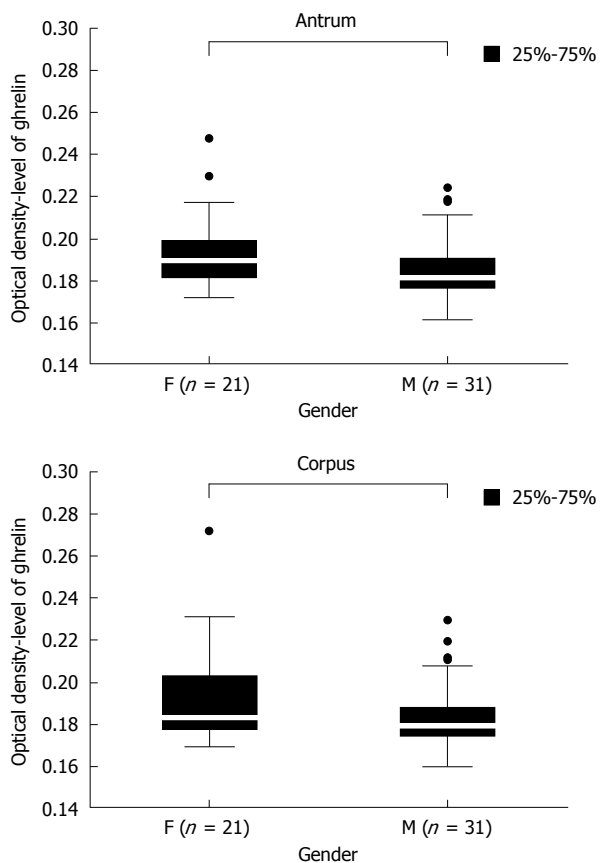 Antrum
25%-75%
Optical density-level of ghrelin
0.30
0.28
0.26
0.24
0.22
0.20
0.18
0.16
0.14
F (n = 21)
M (n = 31)
Gender
Corpus
25%-75%
Optical density-level of ghrelin
0.30
0.28
0.26
0.24
0.22
0.20
0.18
0.16
0.14
F (n = 21)
M (n = 31)
Gender